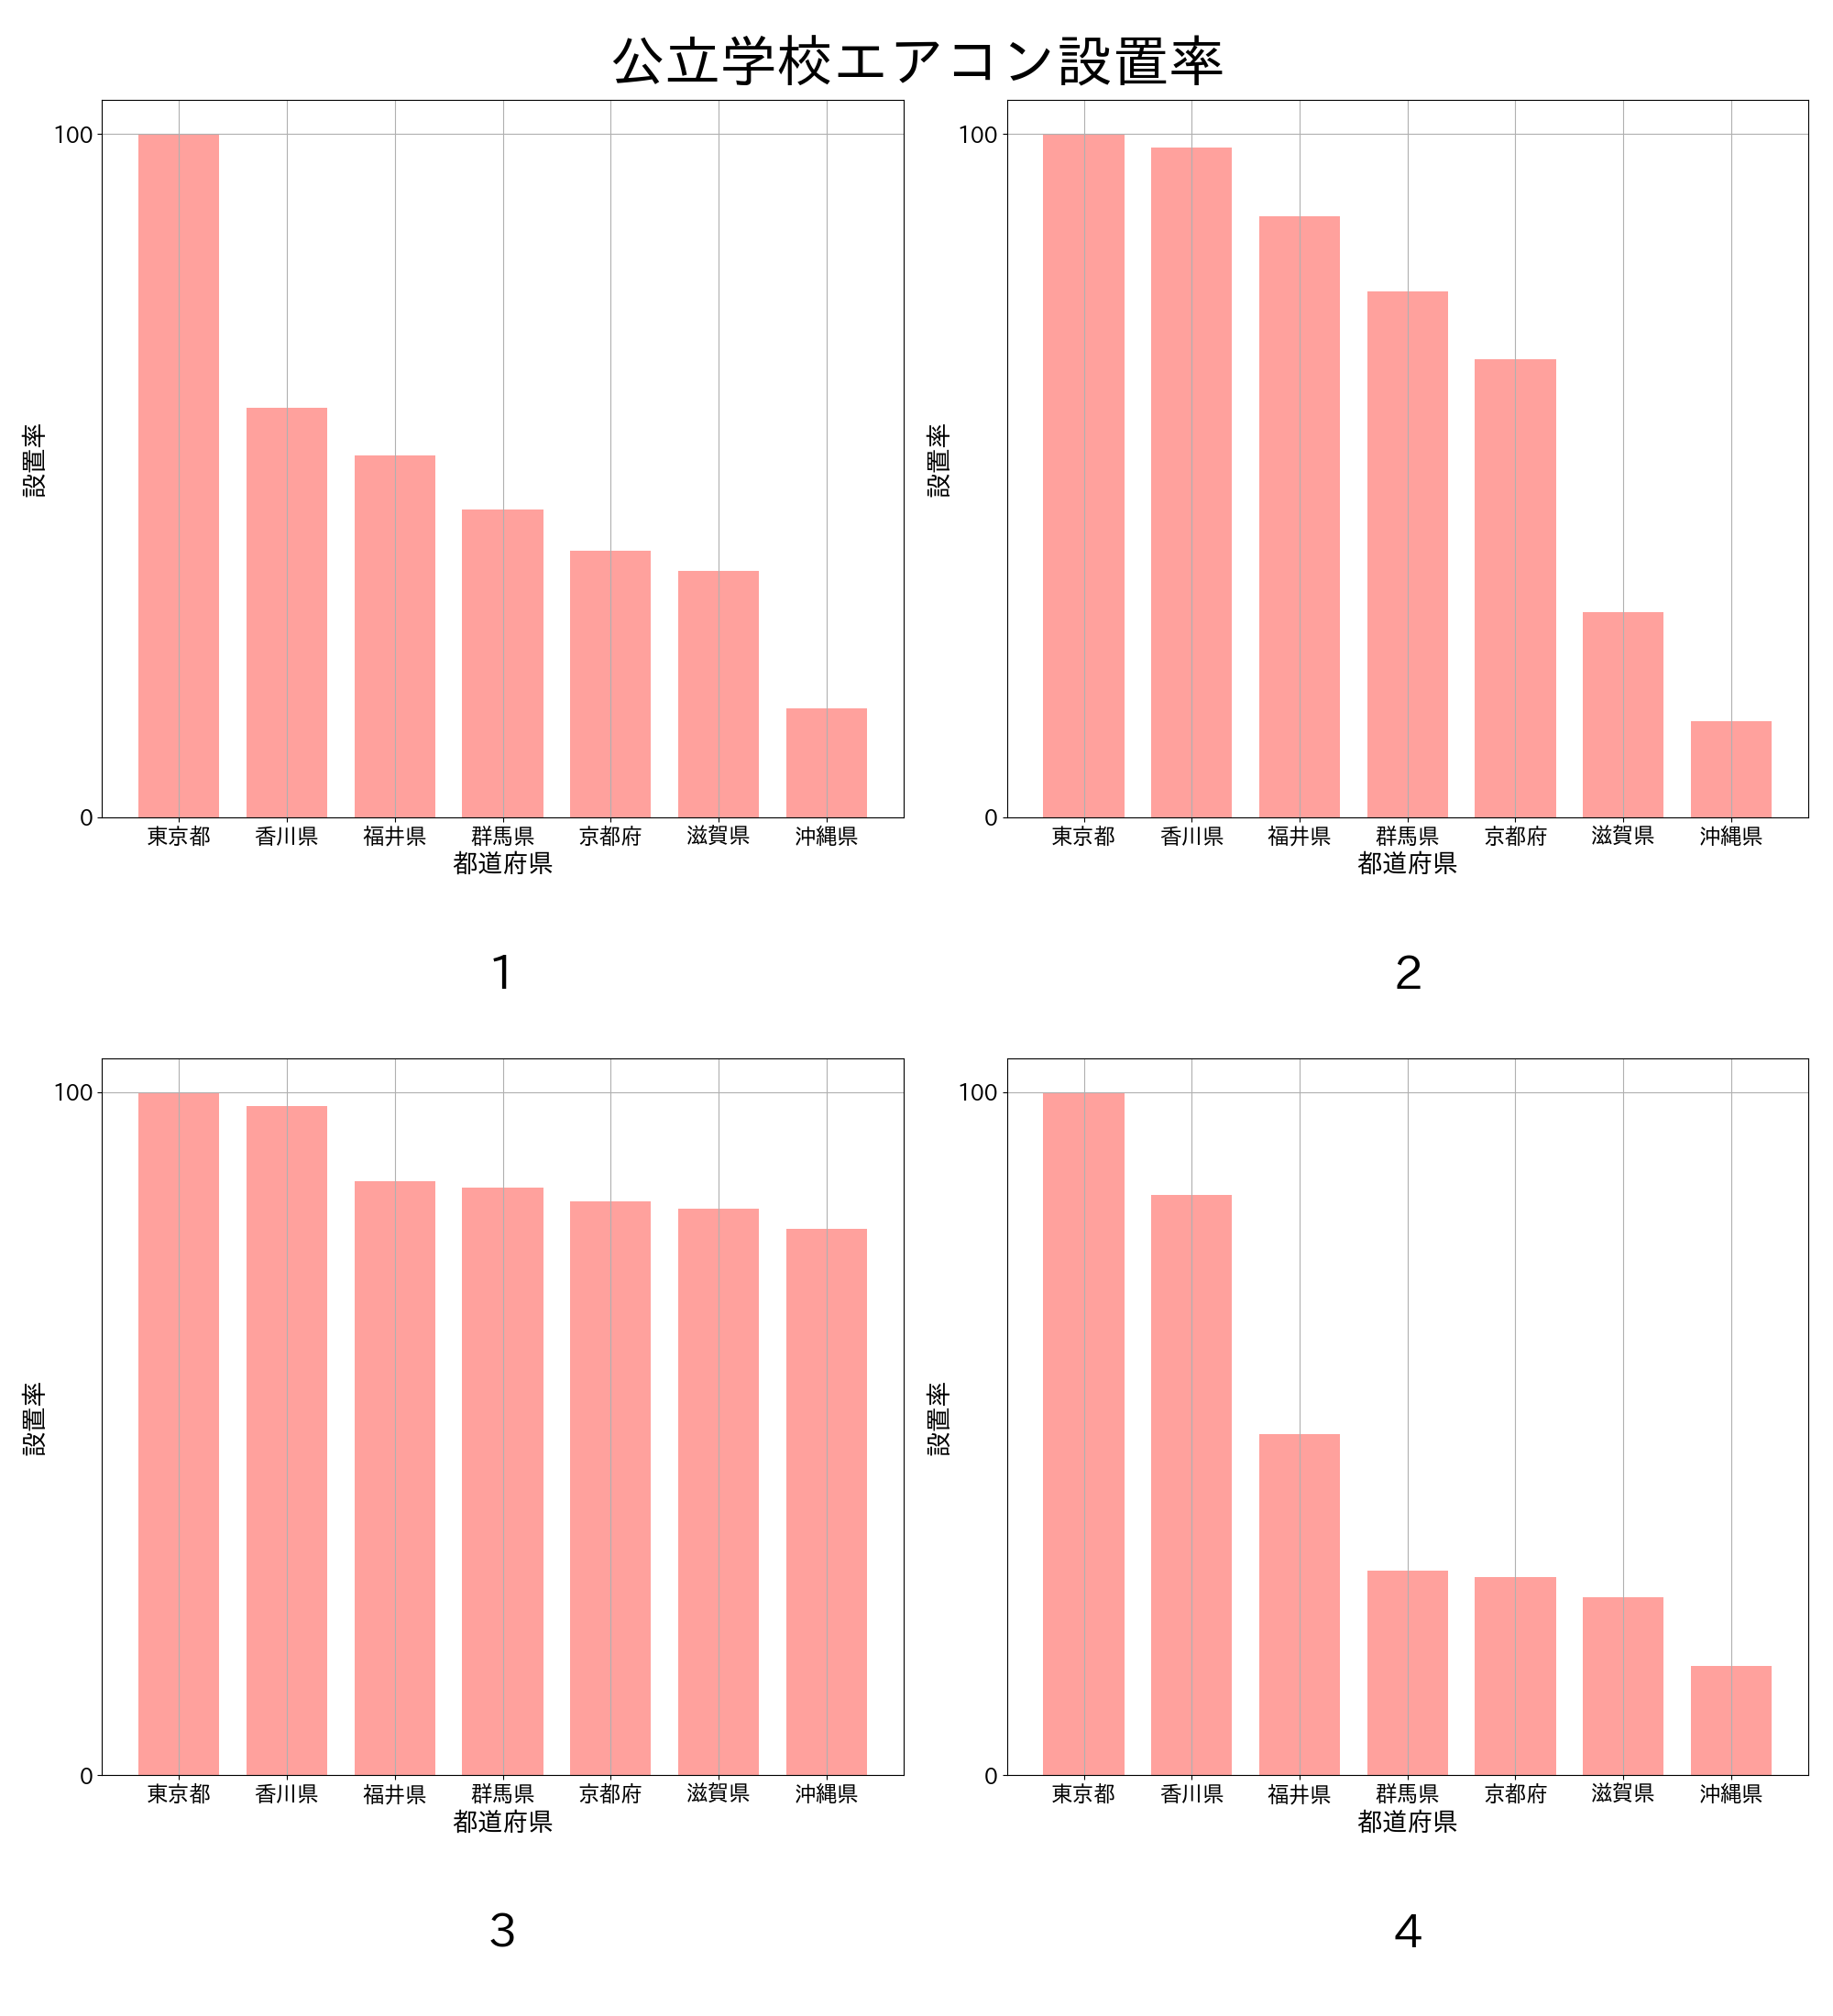 公立学校エアコン設置率
100
0
設置率
東京都 香川県 福井県 群馬県 京都府 滋賀県 沖縄県
都道府県
1
100
0
設置率
東京都 香川県 福井県 群馬県 京都府 滋賀県 沖縄県
都道府県
2
100
0
設置率
東京都 香川県 福井県 群馬県 京都府 滋賀県 沖縄県
都道府県
3
100
0
設置率
東京都 香川県 福井県 群馬県 京都府 滋賀県 沖縄県
都道府県
4